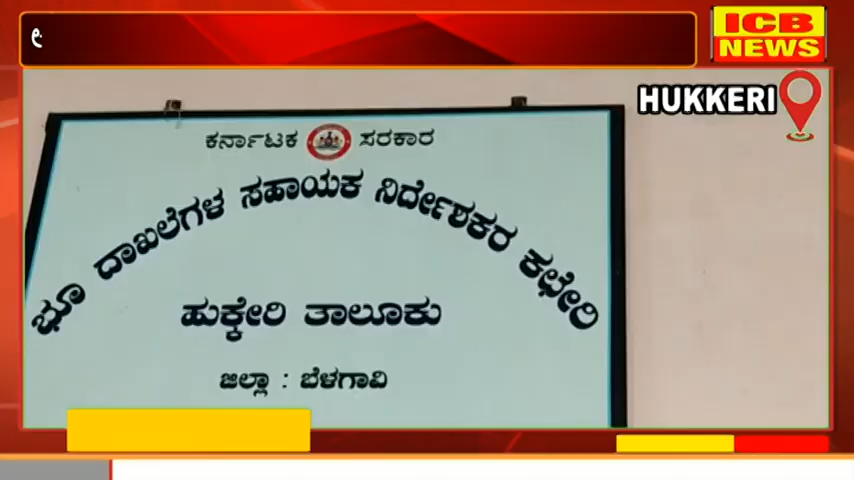 ICB
NEWS
HUKKERI
ಕರ್ನಾಟಕ ಸರಕಾರ
ಭೂ ದಾಖಲೆಗಳ ಸಹಾಯಕ ನಿರ್ದೇಶಕರ ಕಛೇರಿ
ಹುಕ್ಕೇರಿ ತಾಲೂಕು
ಜಿಲ್ಲಾ : ಬೆಳಗಾವಿ